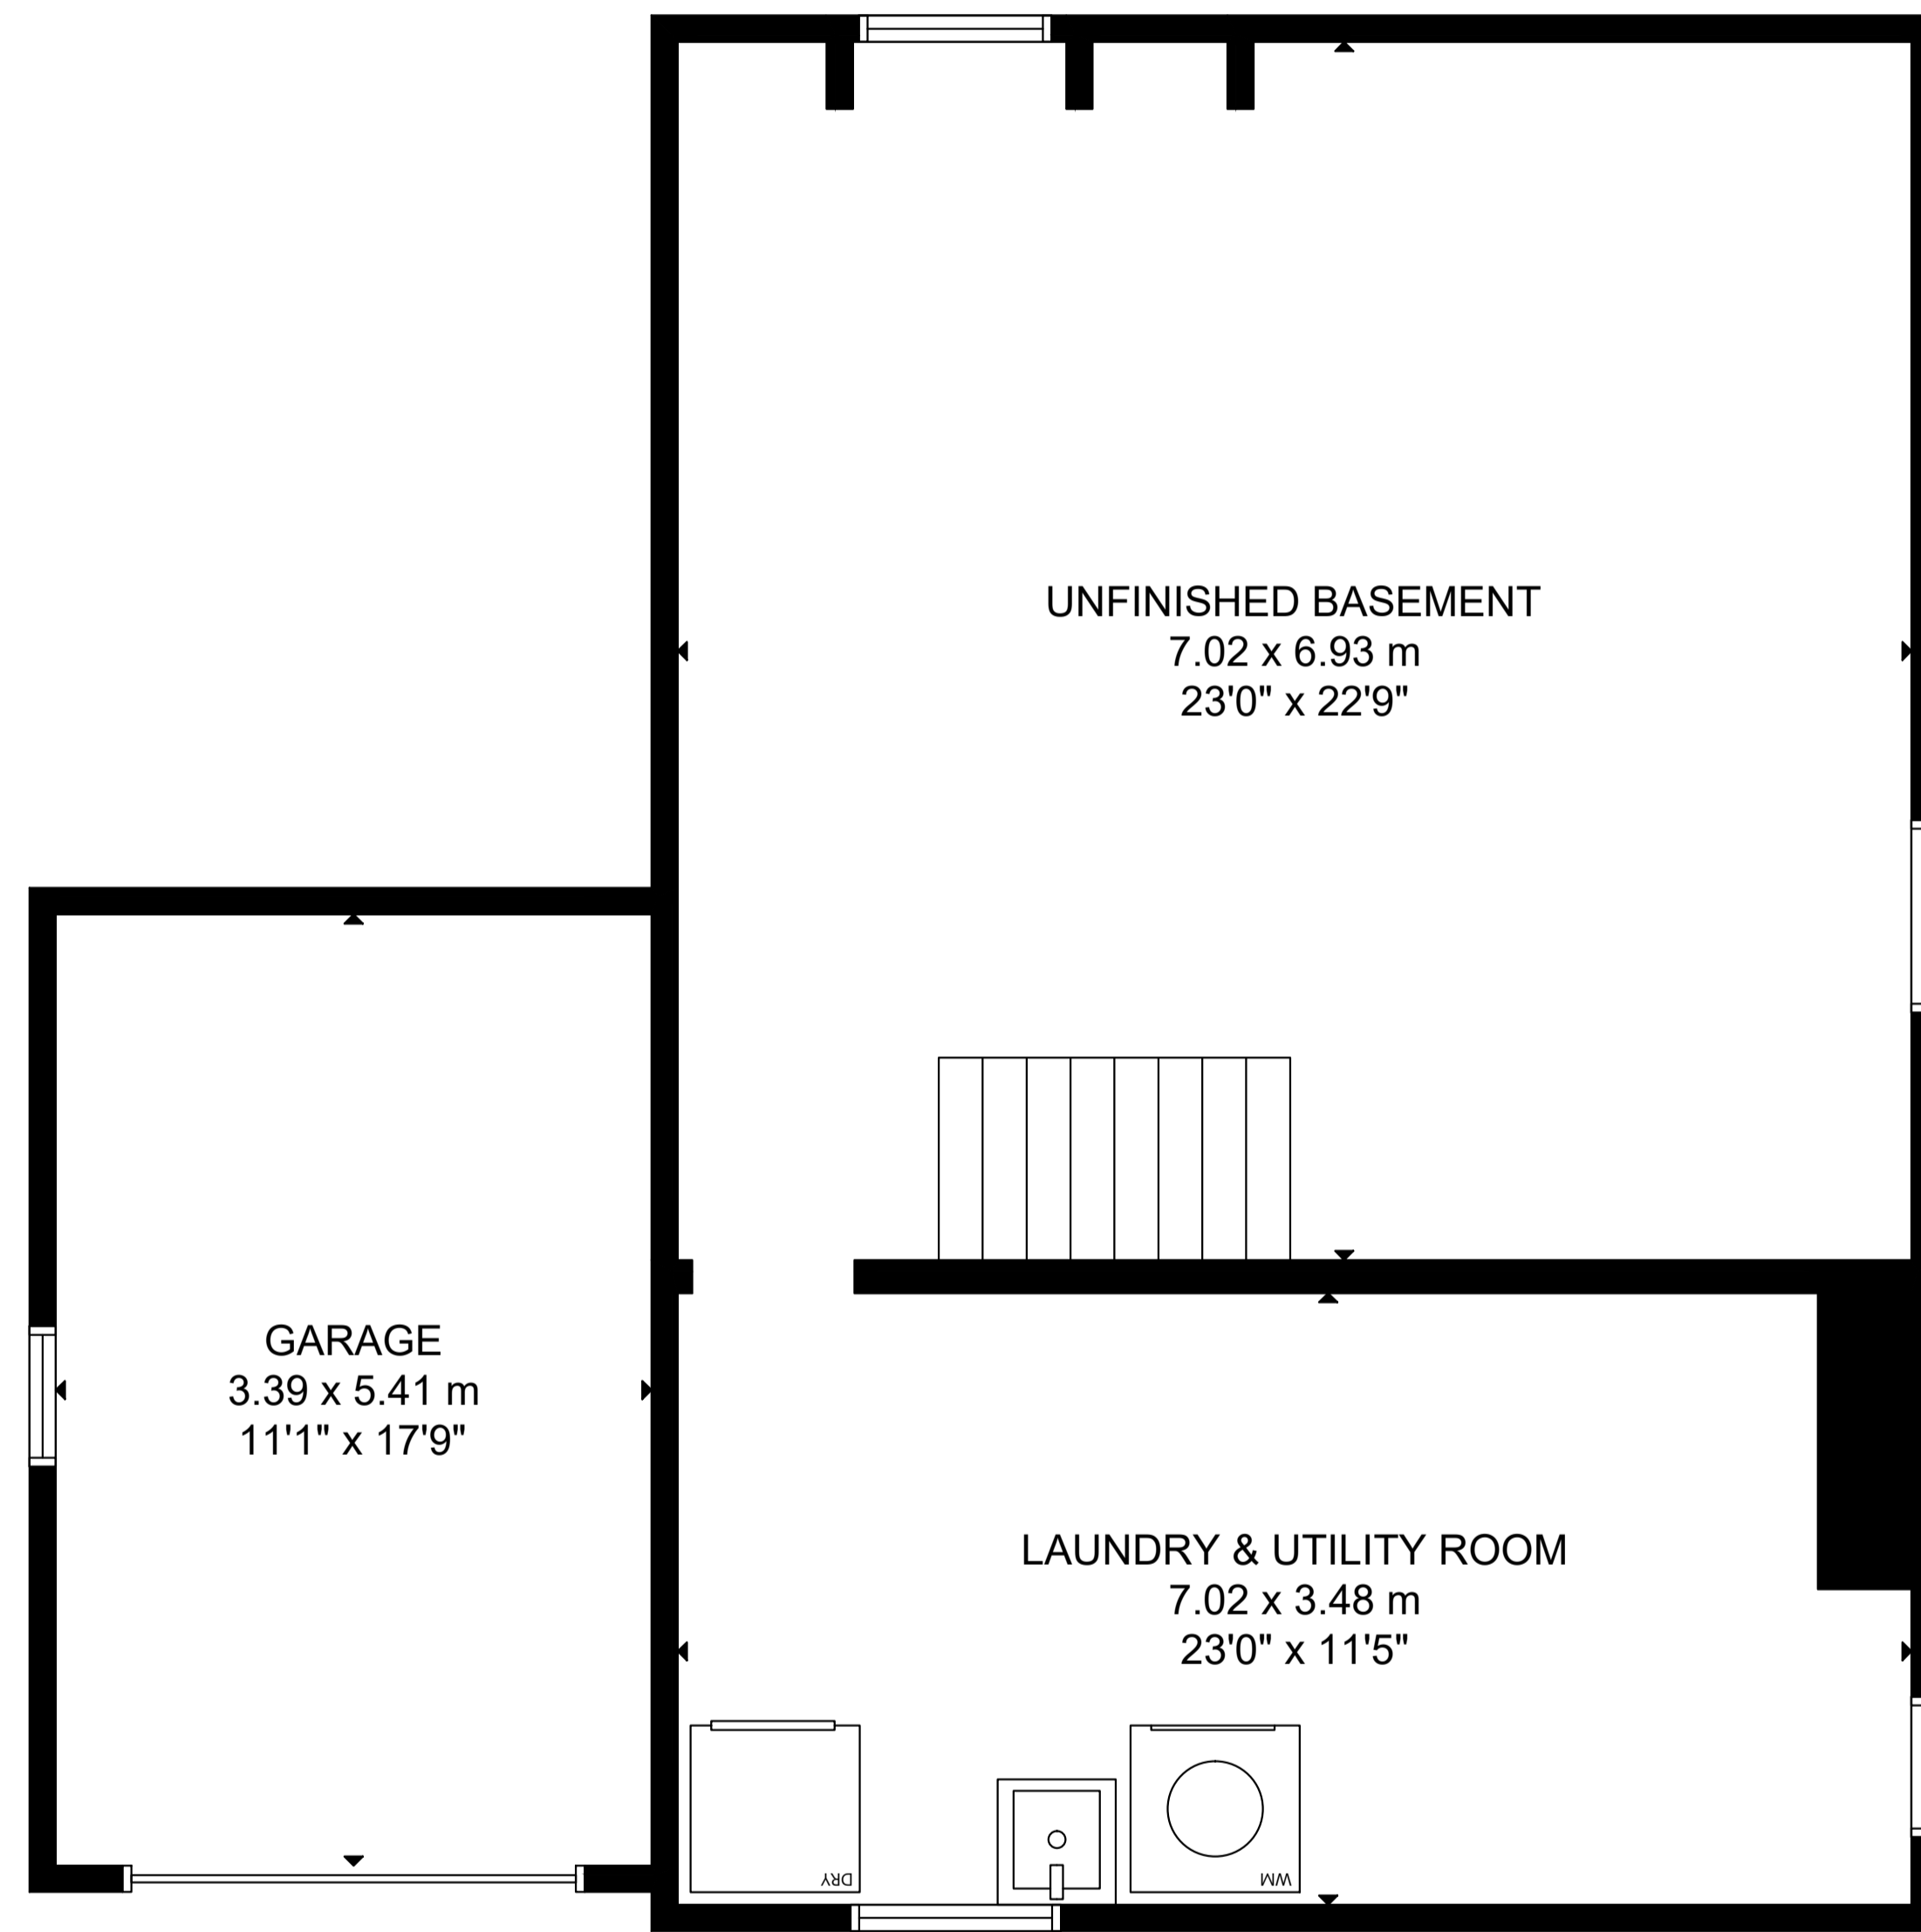 UNFINISHED BASEMENT
7.02 x 6.93 m
23'0" x 22'9"
GARAGE
3.39 x 5.41 m
11'1" x 17'9"
LAUNDRY & UTILITY ROOM
7.02 x 3.48 m
23'0" x 11'5"
DRY
WM